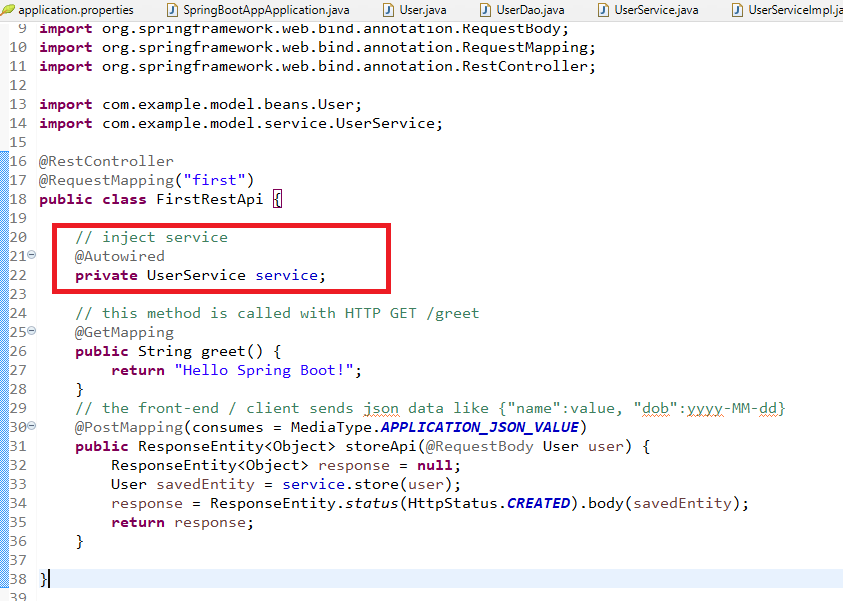 application.properties SpringBootAppApplication.java User.java UserDao.java UserService.java UserServiceImpl.ja
9 import org.springframework.web.bind.annotation.RequestBody;
10 import org.springframework.web.bind.annotation.RequestMapping;
11 import org.springframework.web.bind.annotation.RestController;
12
13 import com.example.model.beans.User;
14 import com.example.model.service.UserService;
15
16 @RestController
17 @RequestMapping("first")
18 public class FirstRestApi {
19
20 // inject service
21 @Autowired
22 private UserService service;
23
24 // this method is called with HTTP GET /greet
25 @GetMapping
26 public String greet() {
27 return "Hello Spring Boot!";
28 }
29 // the front-end / client sends json data like {"name":value, "dob":yyyy-MM-dd}
30 @PostMapping(consumes = MediaType.APPLICATION_JSON_VALUE)
31 public ResponseEntity<Object> storeApi(@RequestBody User user) {
32 ResponseEntity<Object> response = null;
33 User savedEntity = service.store(user);
34 response = ResponseEntity.status(HttpStatus.CREATED).body(savedEntity);
35 return response;
36 }
37
38 }
39